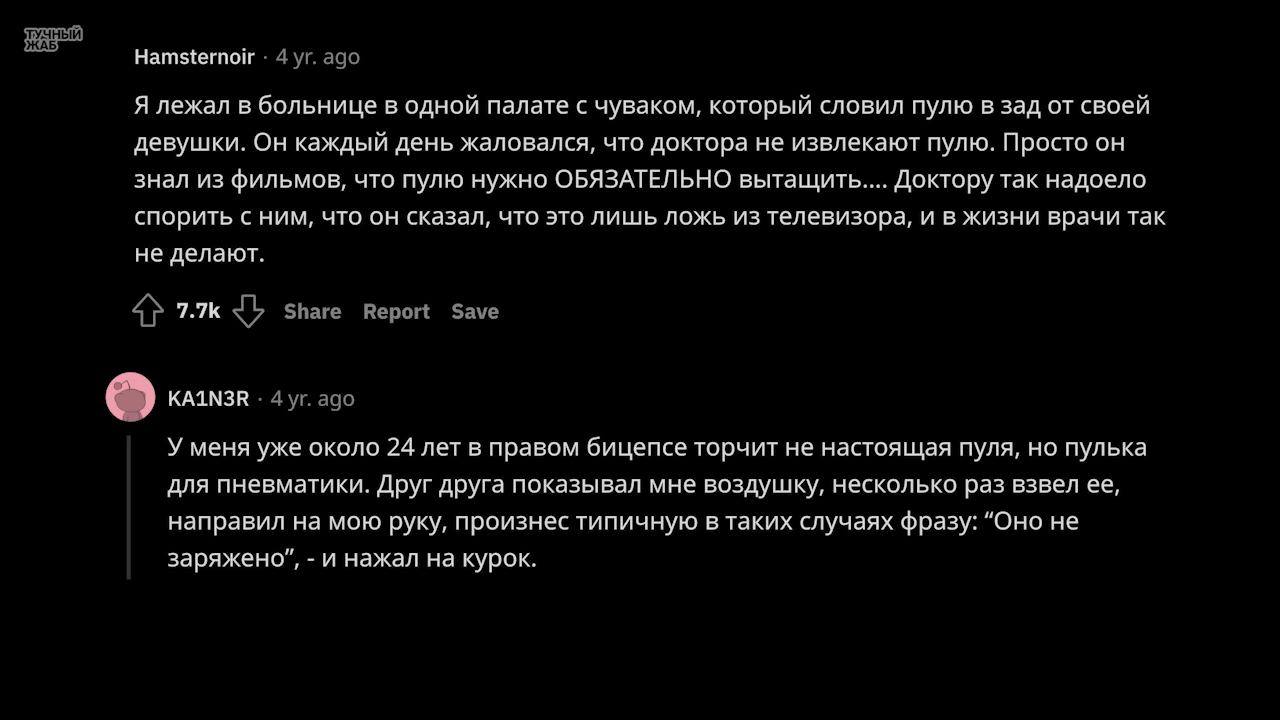 ТУЧНЫЙ
ЖАБ
Hamsternoir · 4 yr. ago
Я лежал в больнице в одной палате с чуваком, который словил пулю в зад от своей
девушки. Он каждый день жаловался, что доктора не извлекают пулю. Просто он
знал из фильмов, что пулю нужно ОБЯЗАТЕЛЬНО вытащить.... Доктору так надоело
спорить с ним, что он сказал, что это лишь ложь из телевизора, и в жизни врачи так
не делают.
7.7k Share Report Save
KA1N3R · 4 yr. ago
У меня уже около 24 лет в правом бицепсе торчит не настоящая пуля, но пулька
для пневматики. Друг друга показывал мне воздушку, несколько раз взвел ее,
направил на мою руку, произнес типичную в таких случаях фразу: “Оно не
заряжено”, - и нажал на курок.